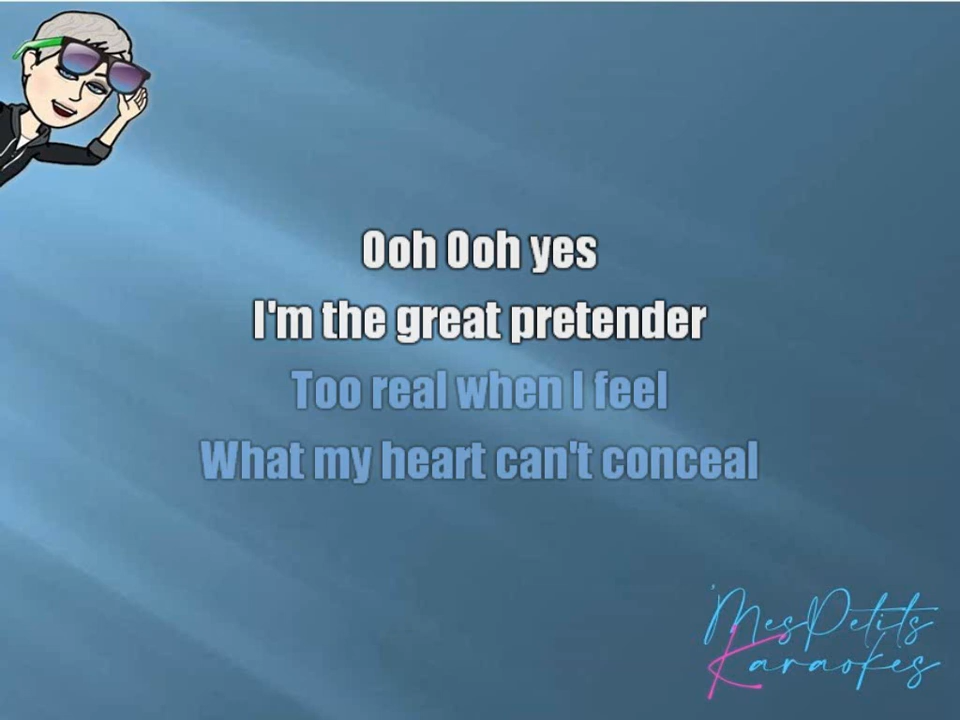 Ooh Ooh yes
I'm the great pretender
Too real when I feel
What my heart can't conceal
MesPetits
Karaokes